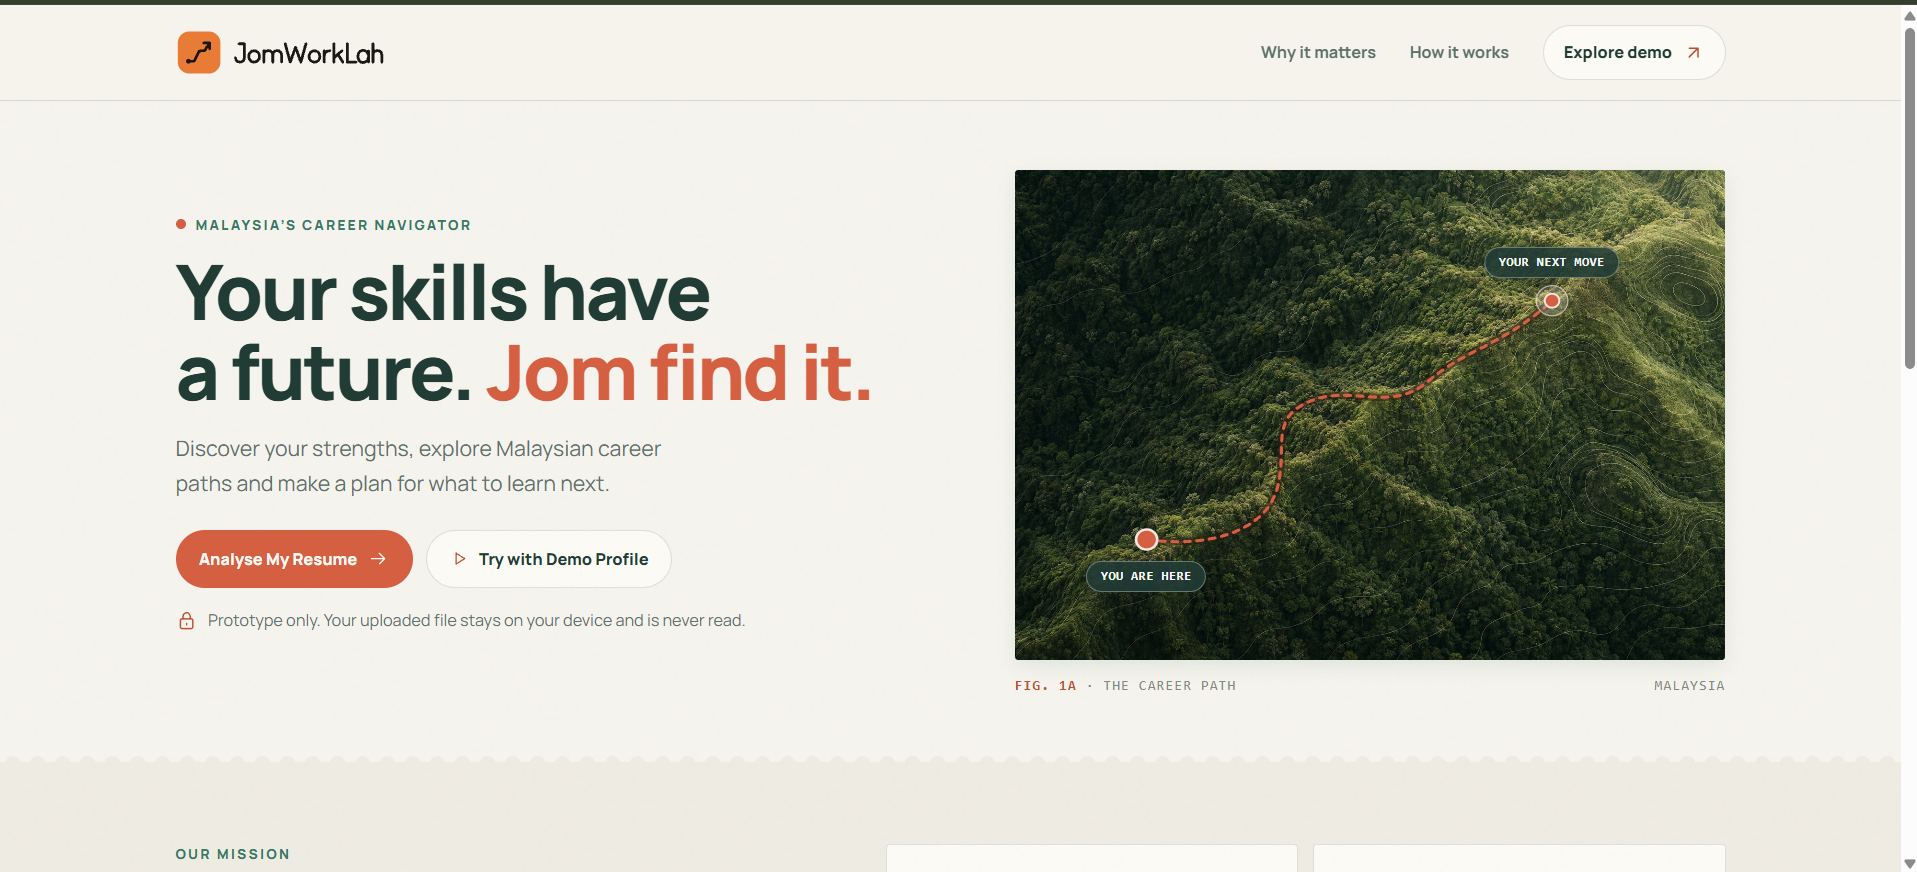 JomWorkLah
Why it matters
How it works
Explore demo
MALAYSIA'S CAREER NAVIGATOR
Your skills have
a future. Jom find it.
Discover your strengths, explore Malaysian career
paths and make a plan for what to learn next.
Analyse My Resume
Try with Demo Profile
Prototype only. Your uploaded file stays on your device and is never read.
YOUR NEXT MOVE
YOU ARE HERE
FIG. 1A · THE CAREER PATH
MALAYSIA
OUR MISSION